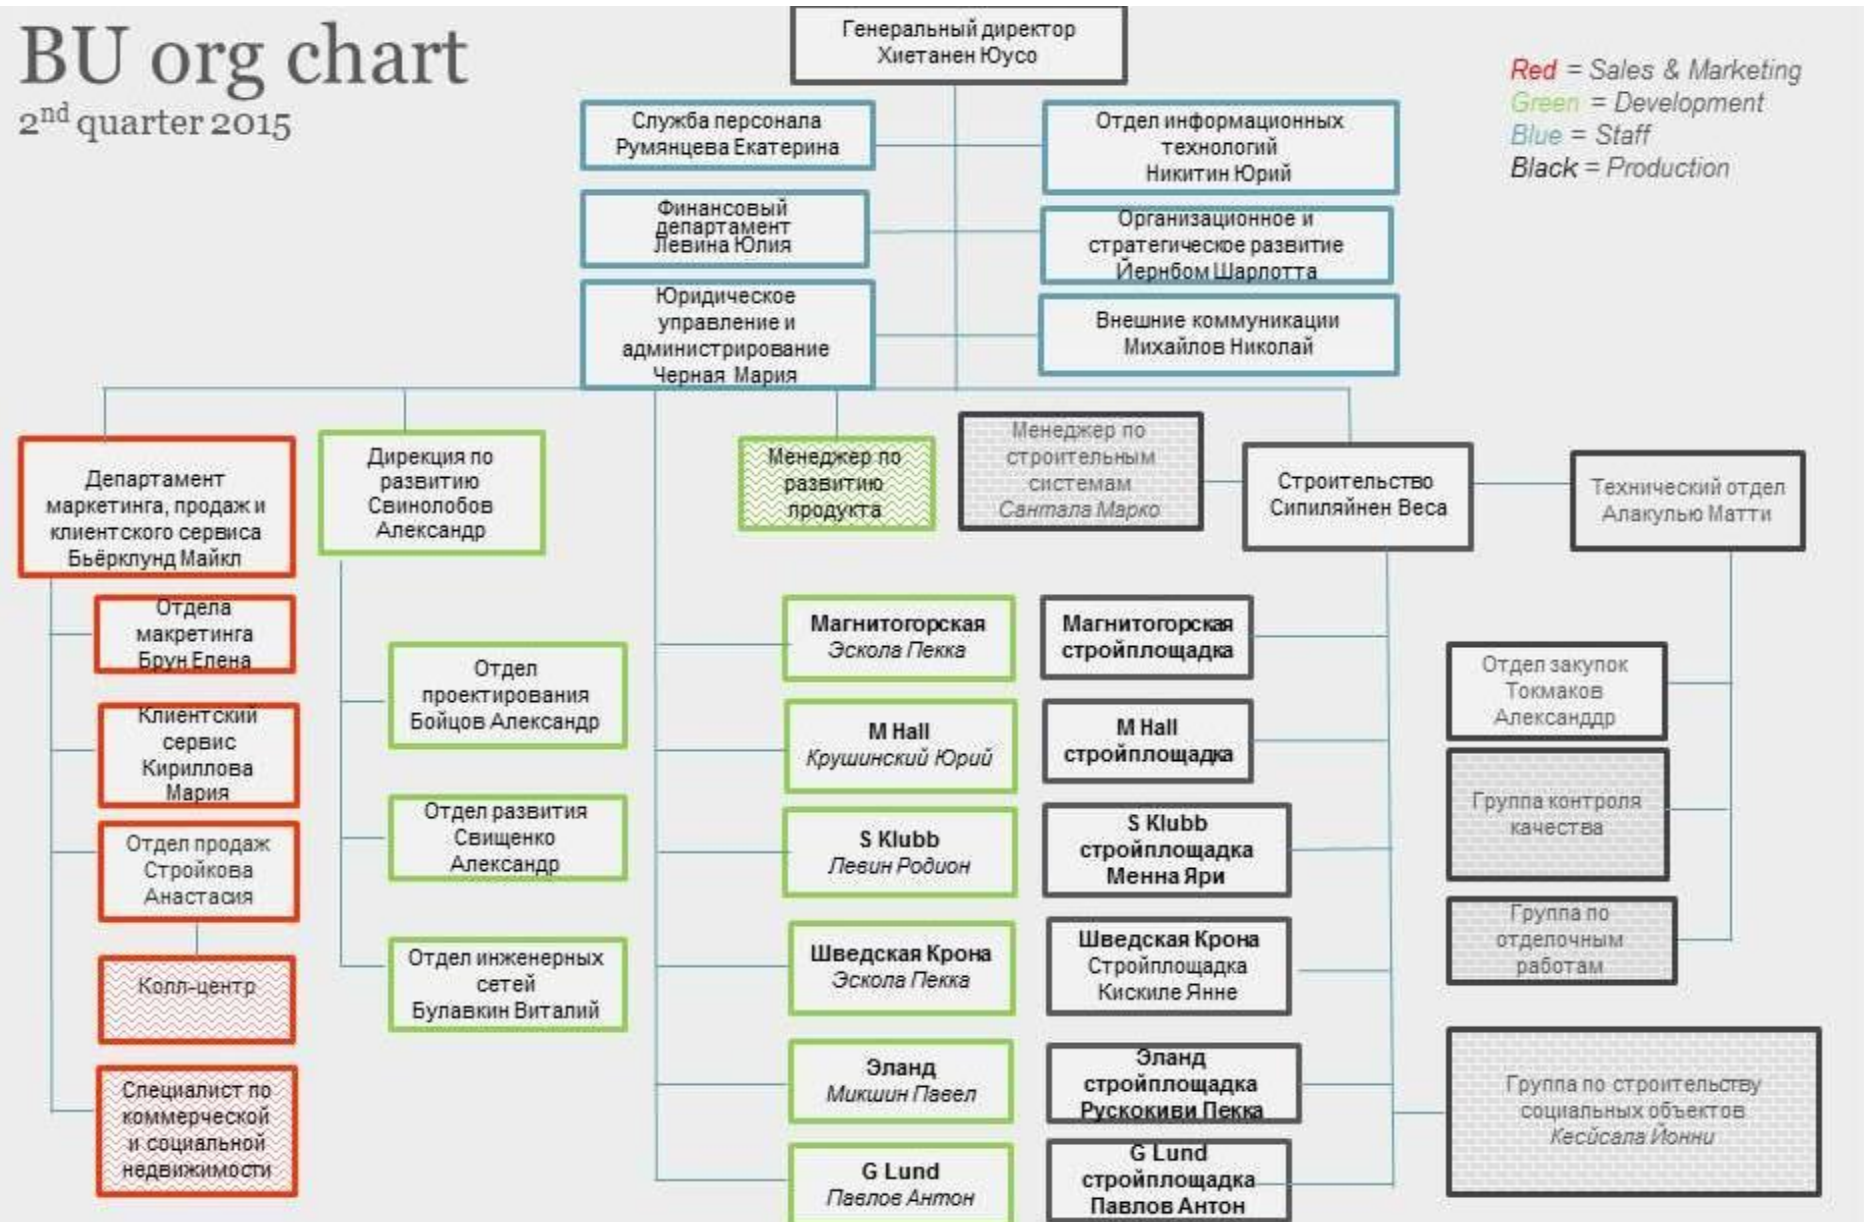 BU org chart
2nd quarter 2015
Генеральный директор
Хиетанен Юусо
Red = Sales & Marketing
Green = Development
Blue = Staff
Black = Production
Служба персонала
Румянцева Екатерина
Отдел информационных
технологий
Никитин Юрий
Финансовый
департамент
Левина Юлия
Организационное и
стратегическое развитие
Йернбом Шарлотта
Юридическое
управление и
администрирование
Черная Мария
Внешние коммуникации
Михайлов Николай
Департамент
маркетинга, продаж и
клиентского сервиса
Бьёрклунд Майкл
Дирекция по
развитию
Свинолобов
Александр
Менеджер по
развитию
продукта
Менеджер по
строительным
системам
Сантала Марко
Строительство
Сипиляйнен Веса
Технический отдел
Алакулью Матти
Отдела
макретинга
Брун Елена
Клиентский
сервис
Кириллова
Мария
Отдел продаж
Стройкова
Анастасия
Колл-центр
Специалист по
коммерческой
и социальной
недвижимости
Отдел
проектирования
Бойцов Александр
Отдел развития
Свищенко
Александр
Отдел инженерных
сетей
Булавкин Виталий
Магнитогорская
Эскола Пекка
M Hall
Крушинский Юрий
S Klubb
Левин Родион
Шведская Крона
Эскола Пекка
Эланд
Микшин Павел
G Lund
Павлов Антон
Магнитогорская
стройплощадка
M Hall
стройплощадка
S Klubb
стройплощадка
Менна Яри
Шведская Крона
Стройплощадка
Кискиле Янне
Эланд
стройплощадка
Рускокиви Пекка
G Lund
стройплощадка
Павлов Антон
Отдел закупок
Токмаков
Александдр
Группа контроля
качества
Группа по
отделочным
работам
Группа по строительству
социальных объектов
Кесйсала Йонни